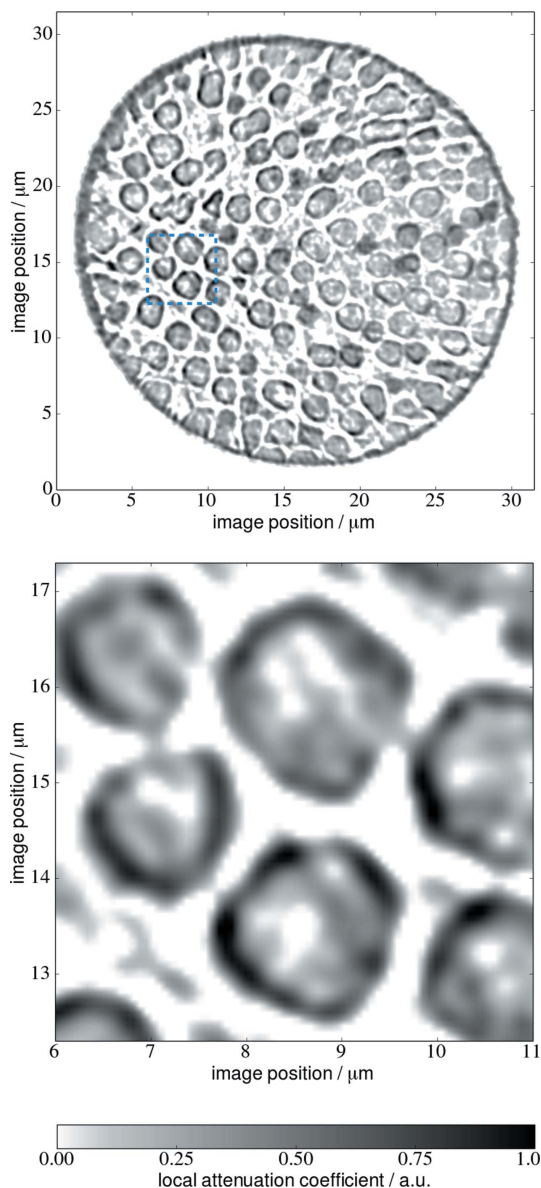 30
25
20
15
10
5
0
image position / μm
0 5 10 15 20 25 30
image position / μm
17
16
15
14
13
image position / μm
6 7 8 9 10 11
image position / μm
0.00 0.25 0.50 0.75 1.0
local attenuation coefficient / a.u.